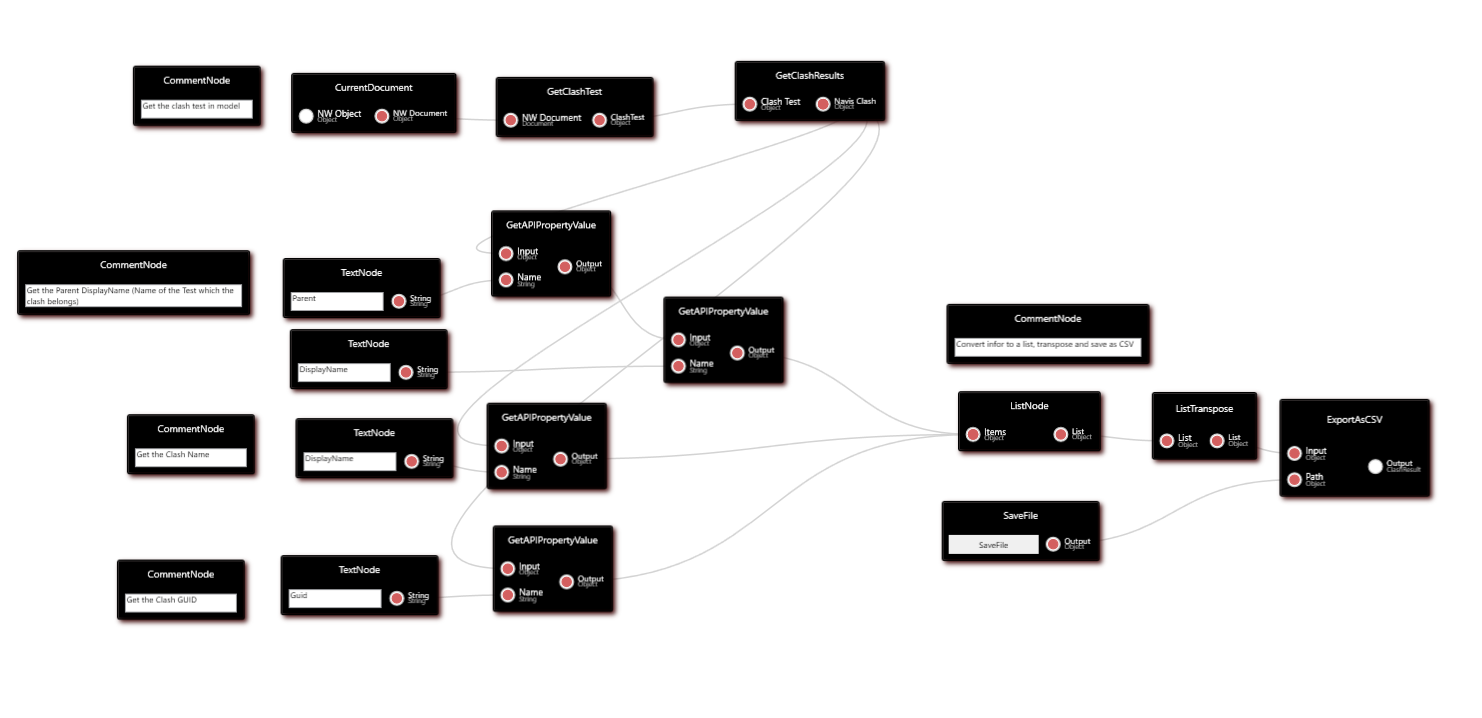 CommentNode
Get the clash test in model
CurrentDocument
NW Object
Object
NW Document
Object
GetClashTest
NW Document
Document
ClashTest
Object
GetClashResults
Clash Test
Object
Navis Clash
Object
GetAPIPropertyValue
Input
Object
Output
Object
Name
String
CommentNode
Get the Parent DisplayName (Name of the Test which the
clash belongs)
TextNode
Parent
String
String
GetAPIPropertyValue
Input
Object
Output
Object
Name
String
TextNode
DisplayName
String
String
CommentNode
Convert infor to a list, transpose and save as CSV
CommentNode
Get the Clash Name
TextNode
DisplayName
String
String
GetAPIPropertyValue
Input
Object
Output
Object
Name
String
ListNode
Items
Object
List
Object
ListTranspose
List
Object
List
Object
ExportAsCSV
Input
Object
Output
ClashResult
Path
Object
SaveFile
SaveFile
Output
Object
CommentNode
Get the Clash GUID
TextNode
Guid
String
String
GetAPIPropertyValue
Input
Object
Output
Object
Name
String